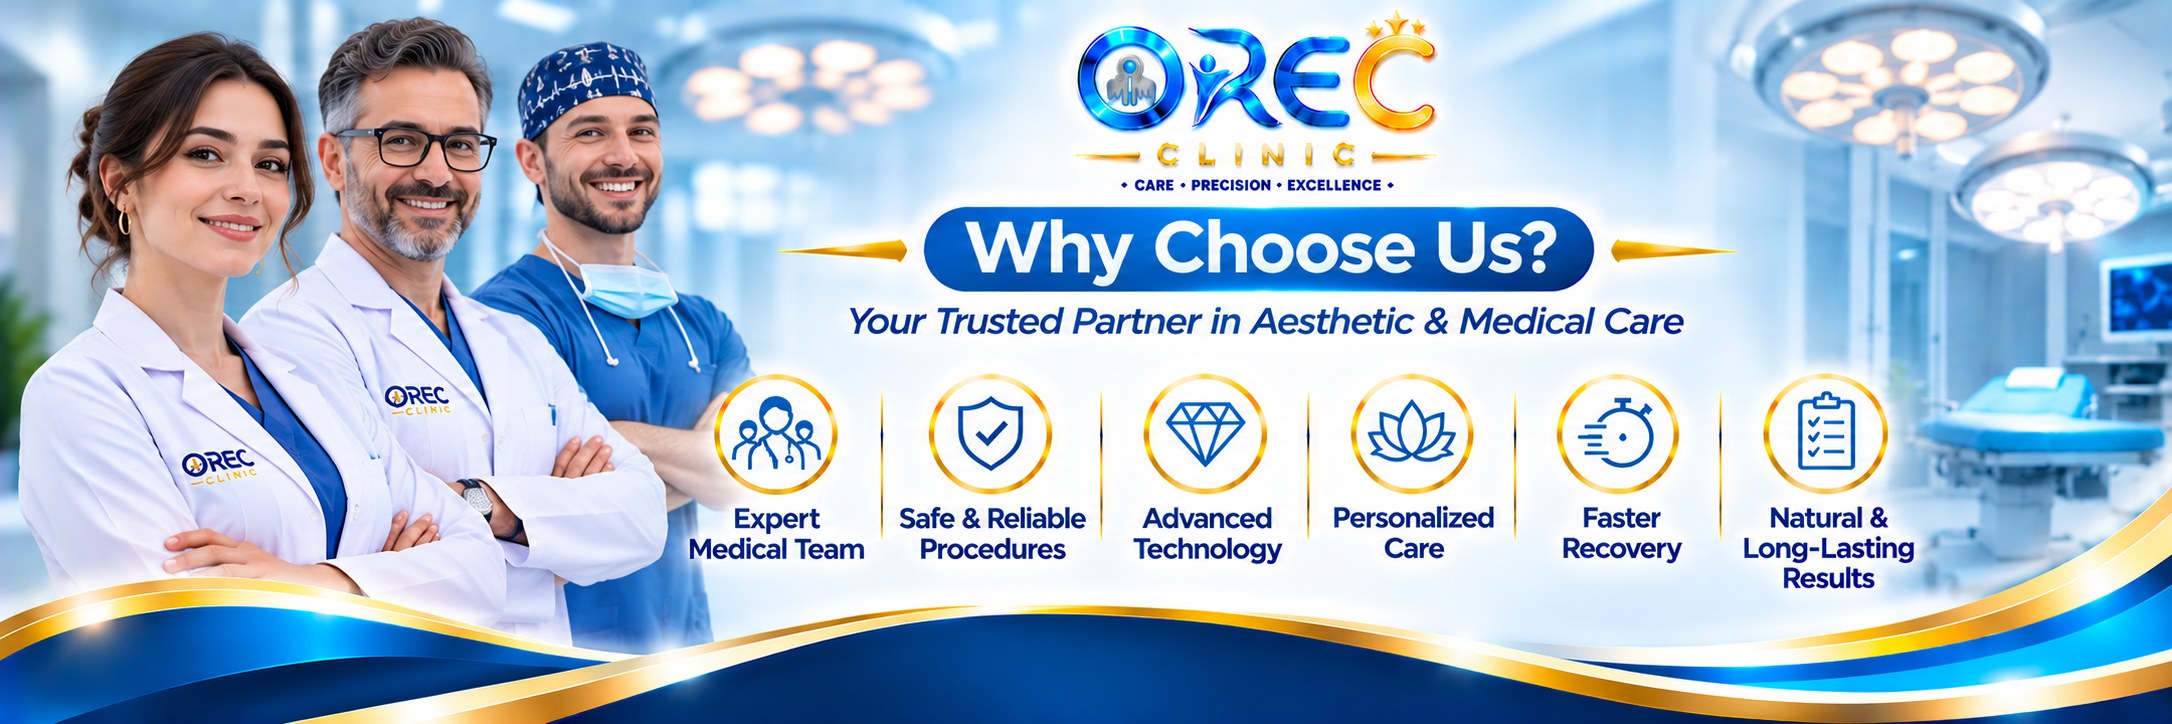 OREC
CLINIC
• CARE • PRECISION • EXCELLENCE •
Why Choose Us?
Your Trusted Partner in Aesthetic & Medical Care
Expert
Medical Team
Safe & Reliable
Procedures
Advanced
Technology
Personalized
Care
Faster
Recovery
Natural &
Long-Lasting
Results
OREC
CLINIC
OREC
CLINIC